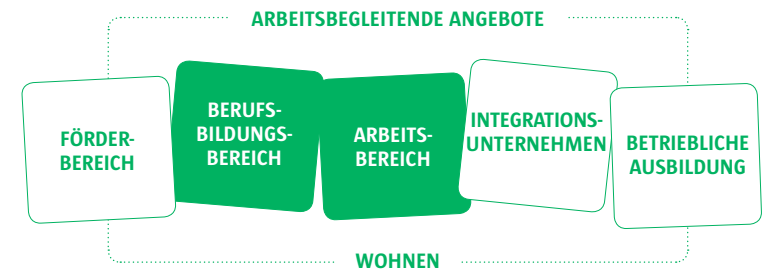 ARBEITSBEGLEITENDE ANGEBOTE
FÖRDER-
BEREICH
BERUFS-
BILDUNGS-
BEREICH
ARBEITS-
BEREICH
INTEGRATIONS-
UNTERNEHMEN
BETRIEBLICHE
AUSBILDUNG
WOHNEN